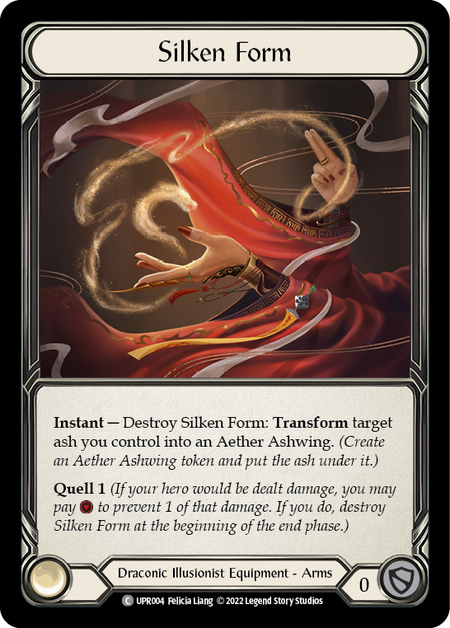 Silken Form
Instant — Destroy Silken Form: Transform target
ash you control into an Aether Ashwing. (Create
an Aether Ashwing token and put the ash under it.)
Quell 1 (If your hero would be dealt damage, you may
pay to prevent 1 of that damage. If you do, destroy
Silken Form at the beginning of the end phase.)
Draconic Illusionist Equipment - Arms
0
C UPR004 Felicia Liang © 2022 Legend Story Studios